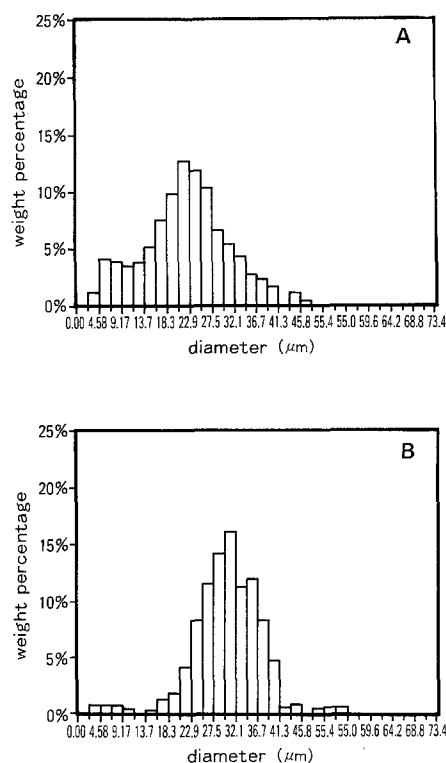 A
25%
20%
15%
10%
5%
0%
weight percentage
0.00 4.58 9.17 13.7 18.3 22.9 27.5 32.1 36.7 41.3 45.8 55.4 55.0 59.6 64.2 68.8 73.4
diameter (μm)
B
25%
20%
15%
10%
5%
0%
weight percentage
0.00 4.58 9.17 13.7 18.3 22.9 27.5 32.1 36.7 41.3 45.8 55.4 55.0 59.6 64.2 68.8 73.4
diameter (μm)